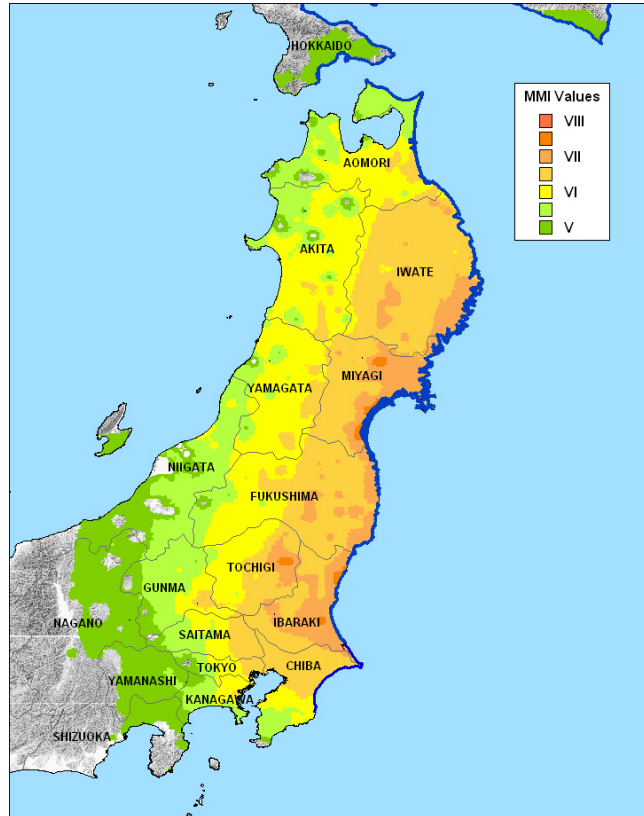 HOKKAIDO
MMI Values
VIII
VII
VI
V
AOMORI
AKITA
IWATE
MIYAGI
YAMAGATA
NIIGATA
FUKUSHIMA
TOCHIGI
GUNMA
IBARAKI
NAGANO
SAITAMA
CHIBA
TOKYO
YAMANASHI
KANAGAWA
SHIZUOKA